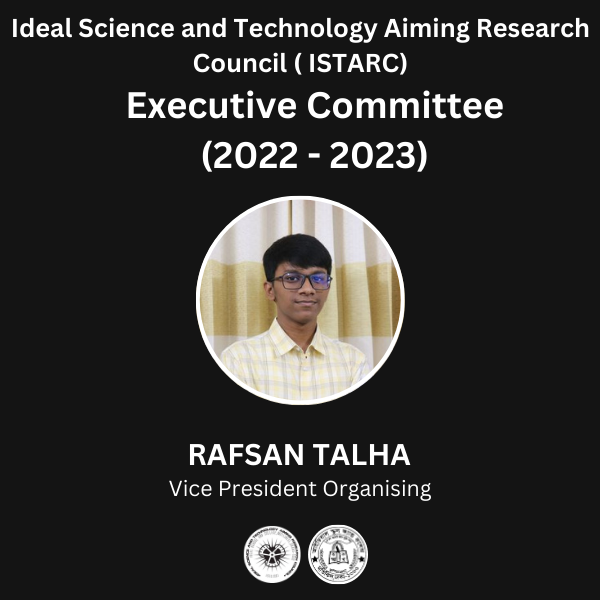 Ideal Science and Technology Aiming Research
Council ( ISTARC)
Executive Committee
(2022 - 2023)
RAFSAN TALHA
Vice President Organising